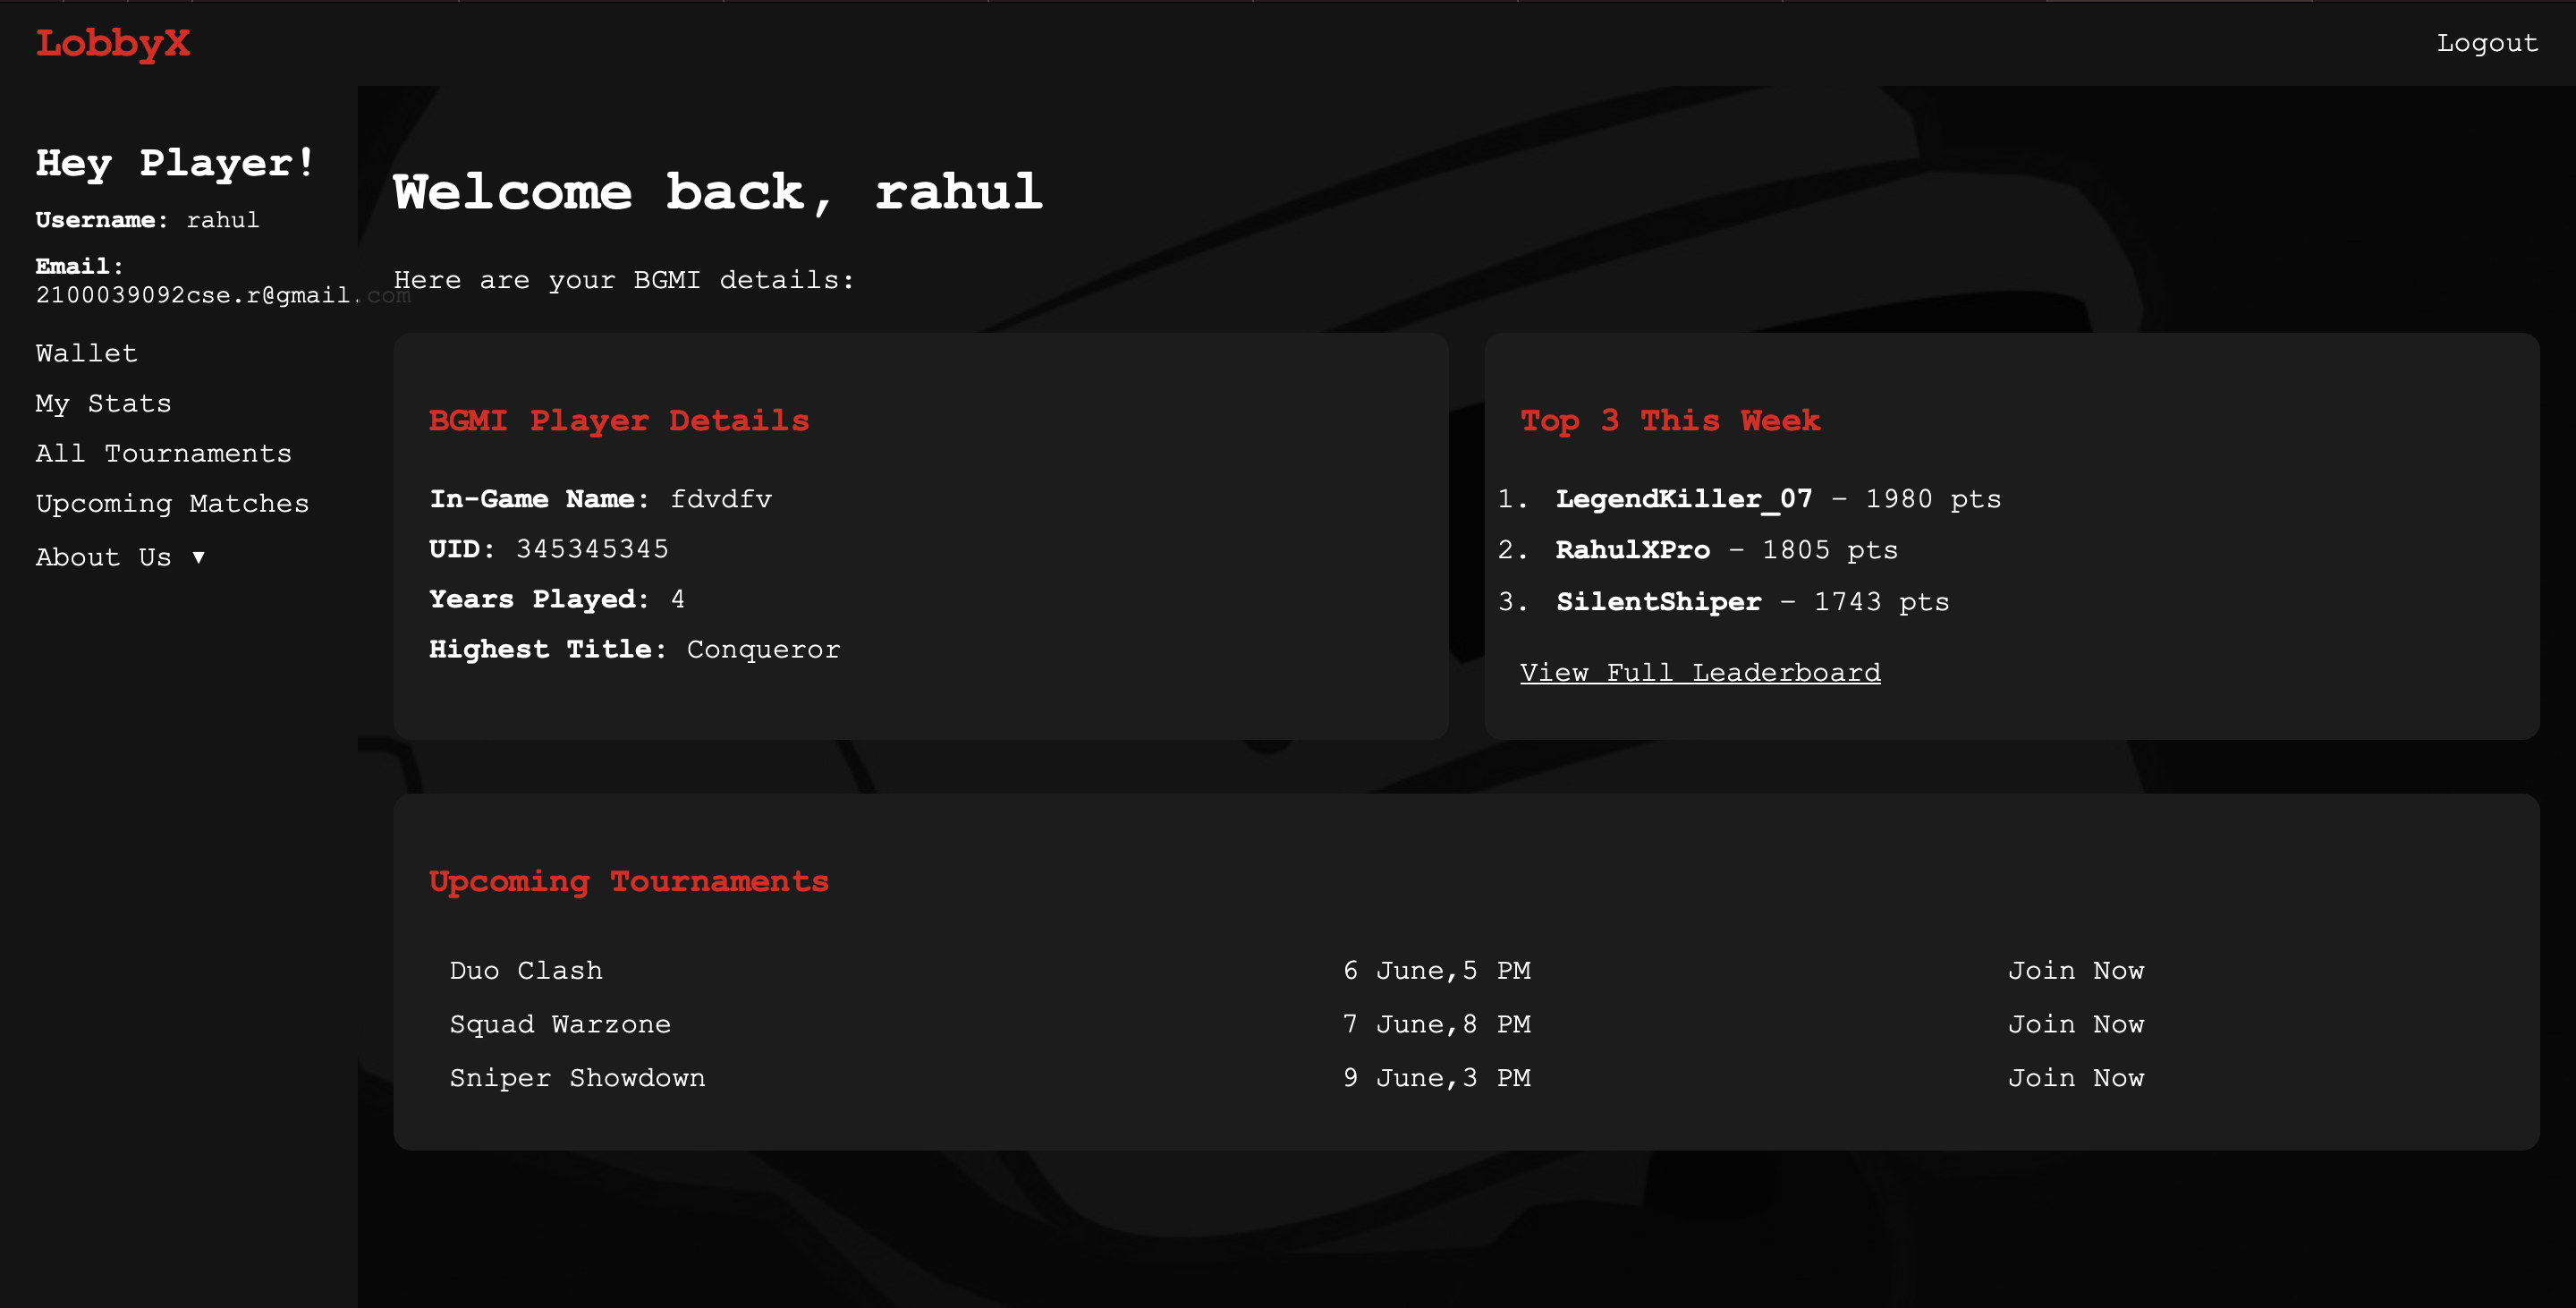 LobbyX
Logout
Hey Player!
Username: rahul
Email:
2100039092cse.r@gmail.com
Wallet
My Stats
All Tournaments
Upcoming Matches
About Us ▼
Welcome back, rahul
Here are your BGMI details:
BGMI Player Details
In-Game Name: fdvdfv
UID: 345345345
Years Played: 4
Highest Title: Conqueror
Top 3 This Week
1. LegendKiller_07 – 1980 pts
2. RahulXPro – 1805 pts
3. SilentShiper – 1743 pts
View Full Leaderboard
Upcoming Tournaments
Duo Clash 6 June,5 PM Join Now
Squad Warzone 7 June,8 PM Join Now
Sniper Showdown 9 June,3 PM Join Now